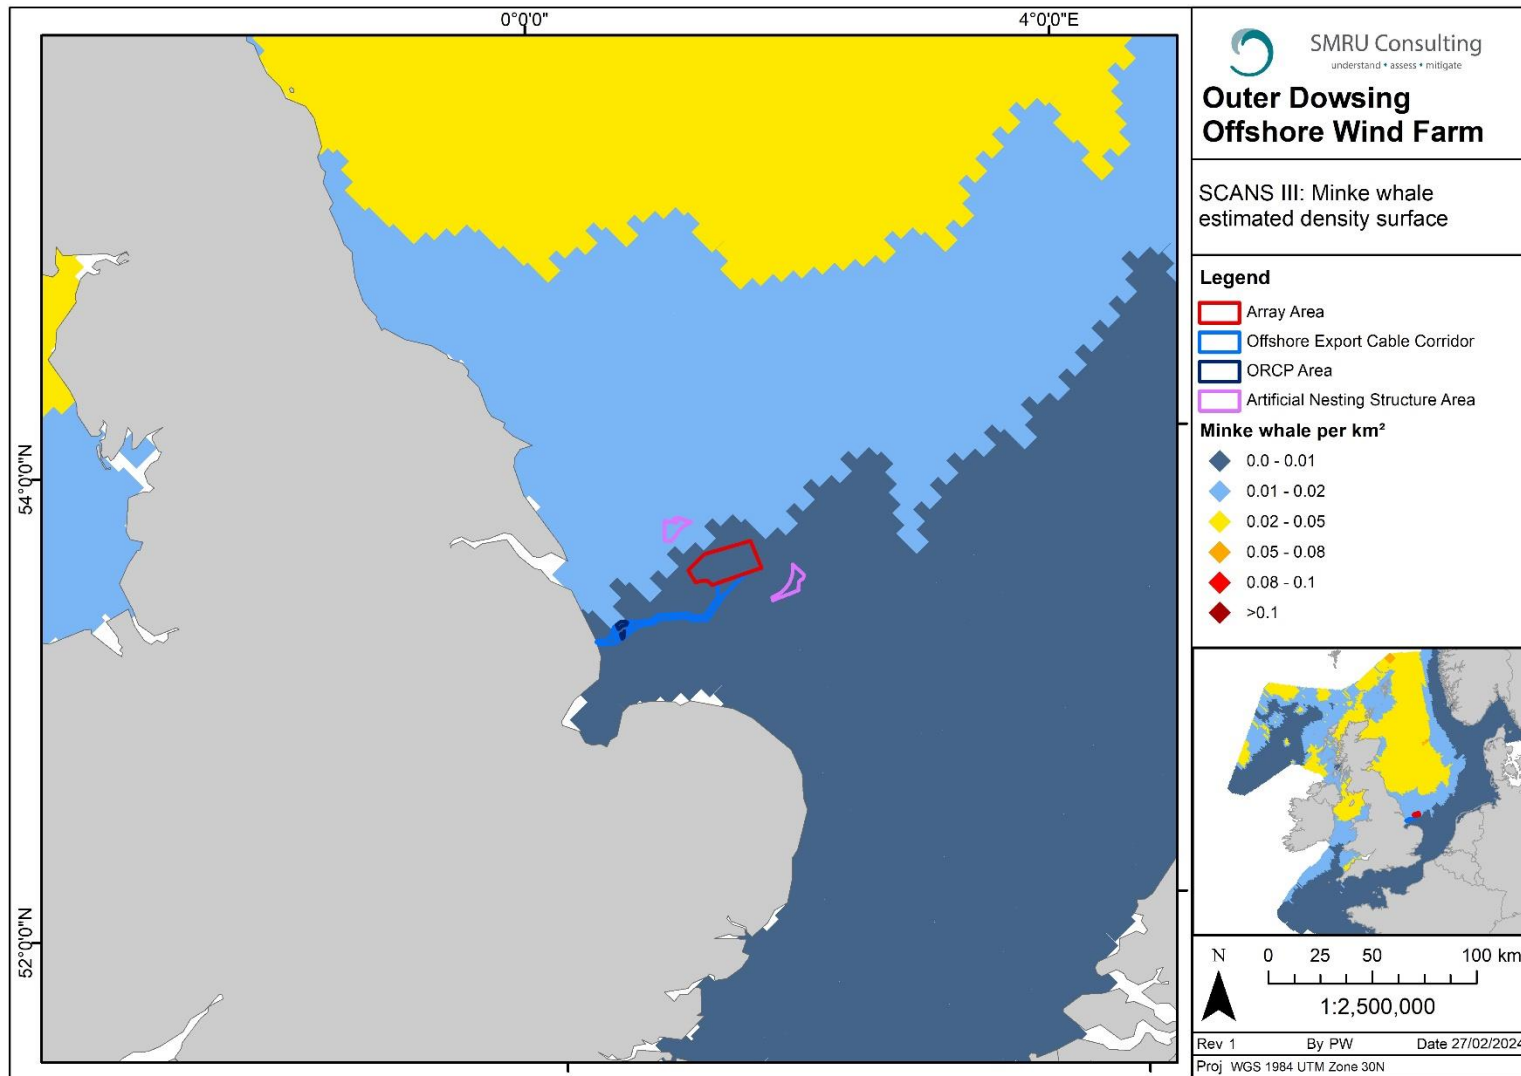 0°0'0"
4°0'0"E
54°0'0"N
52°0'0"N
SMRU Consulting
understand • assess • mitigate
Outer Dowsing
Offshore Wind Farm
SCANS III: Minke whale
estimated density surface
Legend
Array Area
Offshore Export Cable Corridor
ORCP Area
Artificial Nesting Structure Area
Minke whale per km²
0.0 - 0.01
0.01 - 0.02
0.02 - 0.05
0.05 - 0.08
0.08 - 0.1
>0.1
N
0 25 50 100 km
1:2,500,000
Rev 1 By PW Date 27/02/2024
Proj WGS 1984 UTM Zone 30N